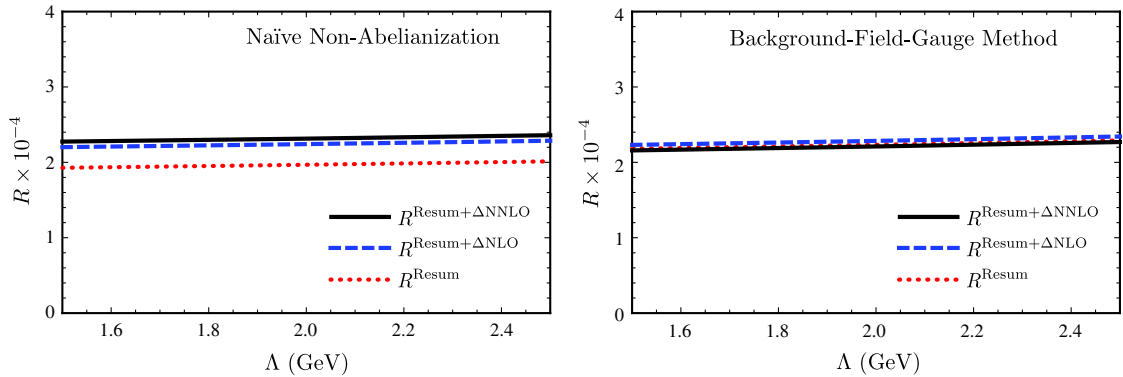 Naïve Non-Abelianization
R × 10⁻⁴
4
3
2
1
0
R^Resum+ΔNNLO
R^Resum+ΔNLO
R^Resum
1.6 1.8 2.0 2.2 2.4
Λ (GeV)
Background-Field-Gauge Method
R × 10⁻⁴
4
3
2
1
0
R^Resum+ΔNNLO
R^Resum+ΔNLO
R^Resum
1.6 1.8 2.0 2.2 2.4
Λ (GeV)